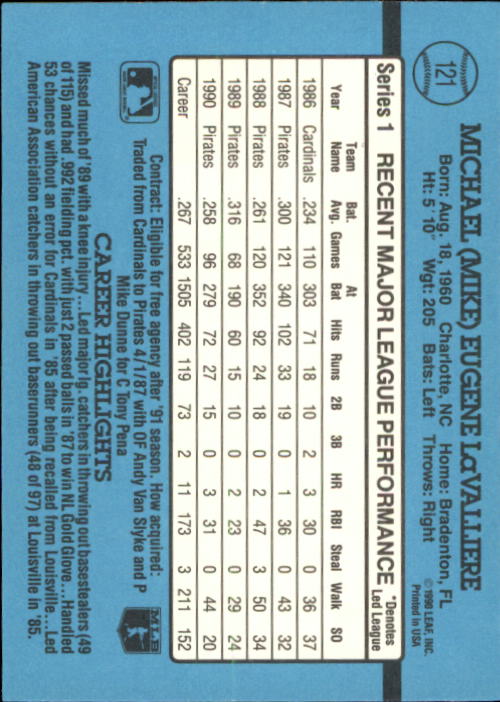 121
MICHAEL (MIKE) EUGENE LaVALLIERE
Born: Aug. 18, 1960 Charlotte, NC Home: Bradenton, FL
Ht: 5' 10" Wgt: 205 Bats: Left Throws: Right
© 1990 LEAF, INC.
Printed in USA
Series 1 RECENT MAJOR LEAGUE PERFORMANCE *Denotes Led League
Year Team Name Bat. Avg. Games At Bat Hits Runs 2B 3B HR RBI Steal Walk SO
1986 Cardinals .234 110 303 71 18 10 2 3 30 0 36 37
1987 Pirates .300 121 340 102 33 19 0 1 36 0 43 32
1988 Pirates .261 120 352 92 24 18 0 2 47 3 50 34
1989 Pirates .316 68 190 60 15 10 0 2 23 0 29 24
1990 Pirates .258 96 279 72 27 15 0 3 31 0 44 20
Career .267 533 1505 402 119 73 2 11 173 3 211 152
Contract: Eligible for free agency after '91 season. How acquired:
Traded from Cardinals to Pirates 4/1/87 with OF Andy Van Slyke and P
Mike Dunne for C Tony Pena
MLB
CAREER HIGHLIGHTS
Missed much of '89 with a knee injury...Led major lg. catchers in throwing out basestealers (49
of 115) and had .992 fielding pct. with just 2 passed balls in '87 to win NL Gold Glove...Handled
53 chances without an error for Cardinals in '85 after being recalled from Louisville...Led
American Association catchers in throwing out baserunners (48 of 97) at Louisville in '85.